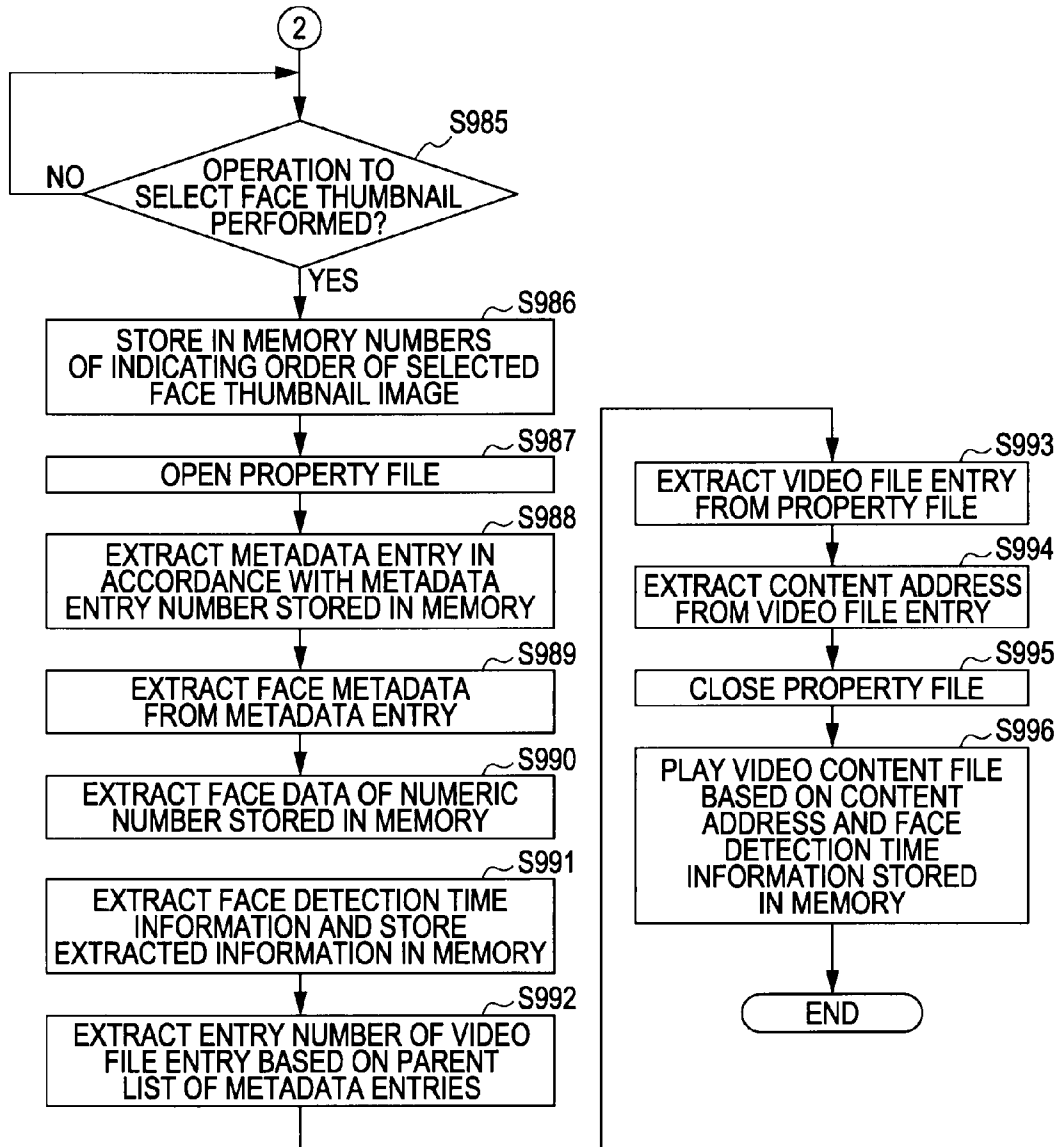 2
S985
OPERATION TO
SELECT FACE THUMBNAIL
PERFORMED?
NO
YES
S986
STORE IN MEMORY NUMBERS
OF INDICATING ORDER OF SELECTED
FACE THUMBNAIL IMAGE
S987
OPEN PROPERTY FILE
S988
EXTRACT METADATA ENTRY IN
ACCORDANCE WITH METADATA
ENTRY NUMBER STORED IN MEMORY
S989
EXTRACT FACE METADATA
FROM METADATA ENTRY
S990
EXTRACT FACE DATA OF NUMERIC
NUMBER STORED IN MEMORY
S991
EXTRACT FACE DETECTION TIME
INFORMATION AND STORE
EXTRACTED INFORMATION IN MEMORY
S992
EXTRACT ENTRY NUMBER OF VIDEO
FILE ENTRY BASED ON PARENT
LIST OF METADATA ENTRIES
S993
EXTRACT VIDEO FILE ENTRY
FROM PROPERTY FILE
S994
EXTRACT CONTENT ADDRESS
FROM VIDEO FILE ENTRY
S995
CLOSE PROPERTY FILE
S996
PLAY VIDEO CONTENT FILE
BASED ON CONTENT
ADDRESS AND FACE
DETECTION TIME
INFORMATION STORED
IN MEMORY
END